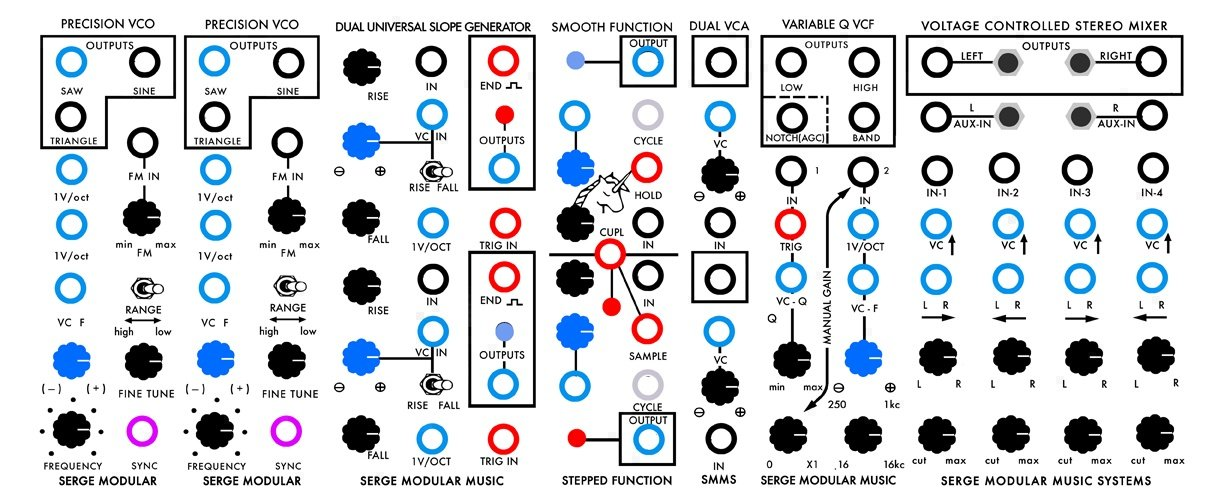 PRECISION VCO
OUTPUTS
SAW
SINE
TRIANGLE
FM IN
1V/oct
min max
FM
1V/oct
RANGE
high low
VC F
(−) (+)
FINE TUNE
FREQUENCY
SYNC
SERGE MODULAR
PRECISION VCO
OUTPUTS
SAW
SINE
TRIANGLE
FM IN
1V/oct
min max
FM
1V/oct
RANGE
high low
VC F
(−) (+)
FINE TUNE
FREQUENCY
SYNC
SERGE MODULAR
DUAL UNIVERSAL SLOPE GENERATOR
RISE
IN
END
VC IN
OUTPUTS
⊖ ⊕
RISE FALL
FALL
1V/OCT
TRIG IN
RISE
IN
END
VC IN
OUTPUTS
⊖ ⊕
RISE FALL
FALL
1V/OCT
TRIG IN
SERGE MODULAR MUSIC
SMOOTH FUNCTION
OUTPUT
CYCLE
HOLD
IN
CUPL
IN
SAMPLE
CYCLE
OUTPUT
STEPPED FUNCTION
DUAL VCA
VC
⊖ ⊕
IN
VC
⊖ ⊕
IN
SMMS
VARIABLE Q VCF
OUTPUTS
LOW
HIGH
NOTCH(AGC)
BAND
1
2
IN
IN
TRIG
1V/OCT
VC - Q
VC - F
Q
MANUAL GAIN
min max
⊖ ⊕
250 1kc
0 X1
.16 16kc
SERGE MODULAR MUSIC VCF
VOLTAGE CONTROLLED STEREO MIXER
OUTPUTS
LEFT
RIGHT
L
AUX-IN
R
AUX-IN
IN-1
IN-2
IN-3
IN-4
VC
VC
VC
VC
L R
L R
L R
L R
L R
L R
L R
L R
cut max
cut max
cut max
cut max
SERGE MODULAR MUSIC SYSTEMS